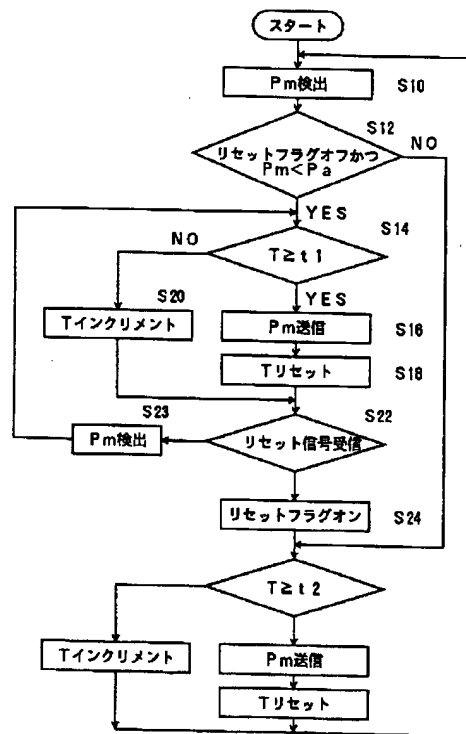 スタート
Pm検出
S10
S12
リセットフラグオフかつ
Pm<Pa
NO
YES
S14
NO
T≧t1
S20
YES
Tインクリメント
Pm送信
S16
Tリセット
S18
S23
S22
Pm検出
リセット信号受信
リセットフラグオン
S24
T≧t2
Tインクリメント
Pm送信
Tリセット